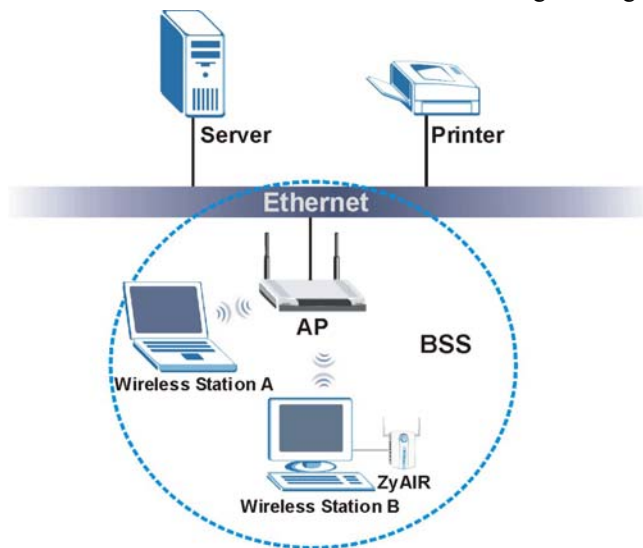 Server
Printer
Ethernet
AP
BSS
Wireless Station A
ZyAIR
Wireless Station B